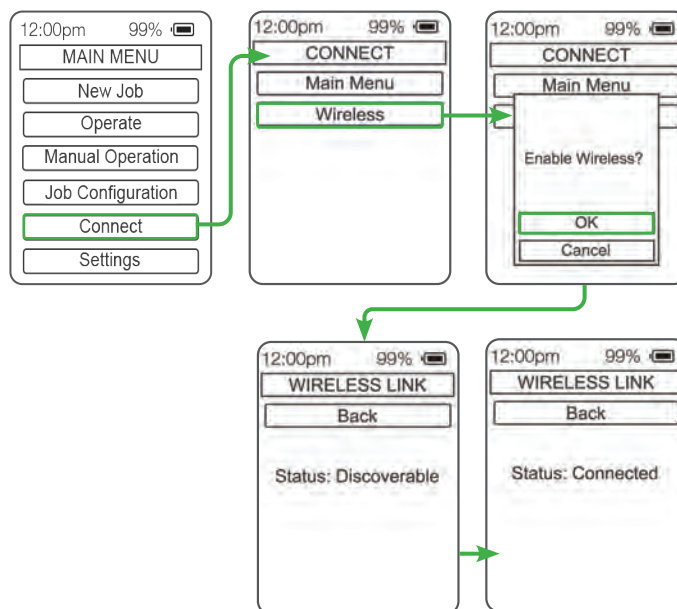 12:00pm 99%
MAIN MENU
New Job
Operate
Manual Operation
Job Configuration
Connect
Settings
12:00pm 99%
CONNECT
Main Menu
Wireless
12:00pm 99%
CONNECT
Main Menu
Enable Wireless?
OK
Cancel
12:00pm 99%
WIRELESS LINK
Back
Status: Discoverable
12:00pm 99%
WIRELESS LINK
Back
Status: Connected